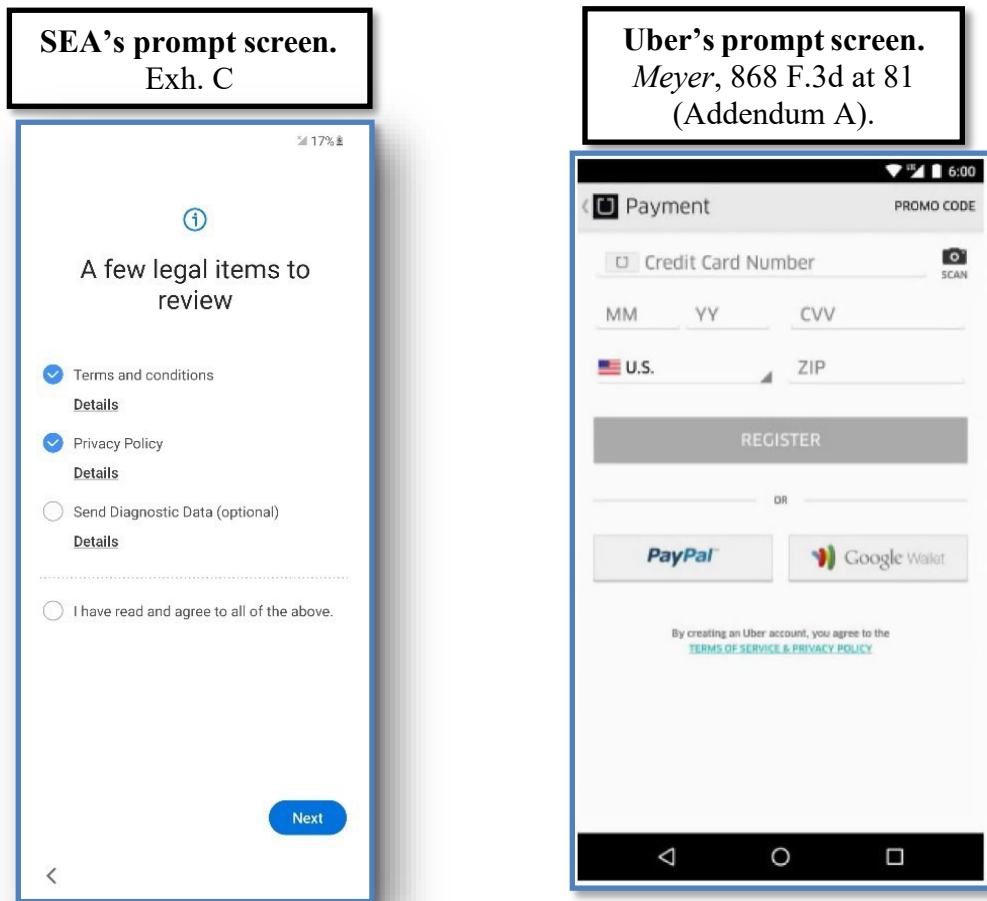 SEA’s prompt screen.
Exh. C
17%
A few legal items to
review
Terms and conditions
Details
Privacy Policy
Details
Send Diagnostic Data (optional)
Details
I have read and agree to all of the above.
Next
Uber’s prompt screen.
Meyer, 868 F.3d at 81
(Addendum A).
LTE 6:00
Payment PROMO CODE
Credit Card Number SCAN
MM YY CVV
U.S. ZIP
REGISTER
OR
PayPal Google Wallet
By creating an Uber account, you agree to the
TERMS OF SERVICE & PRIVACY POLICY